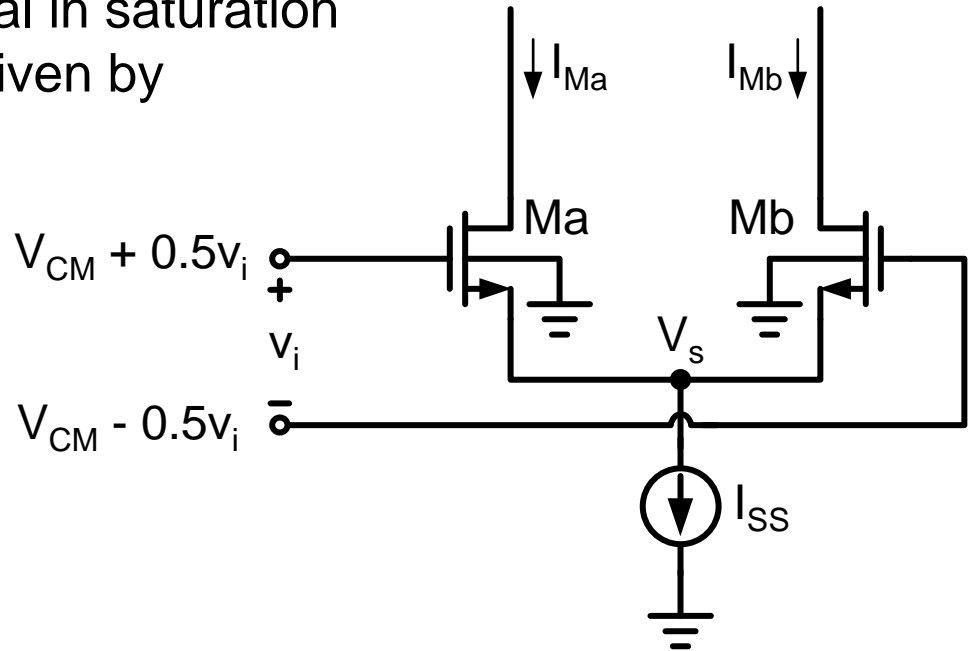 al in saturation
iven by
I_Ma
I_Mb
Ma
Mb
V_CM + 0.5v_i
+
v_i
V_s
-
V_CM - 0.5v_i
I_SS